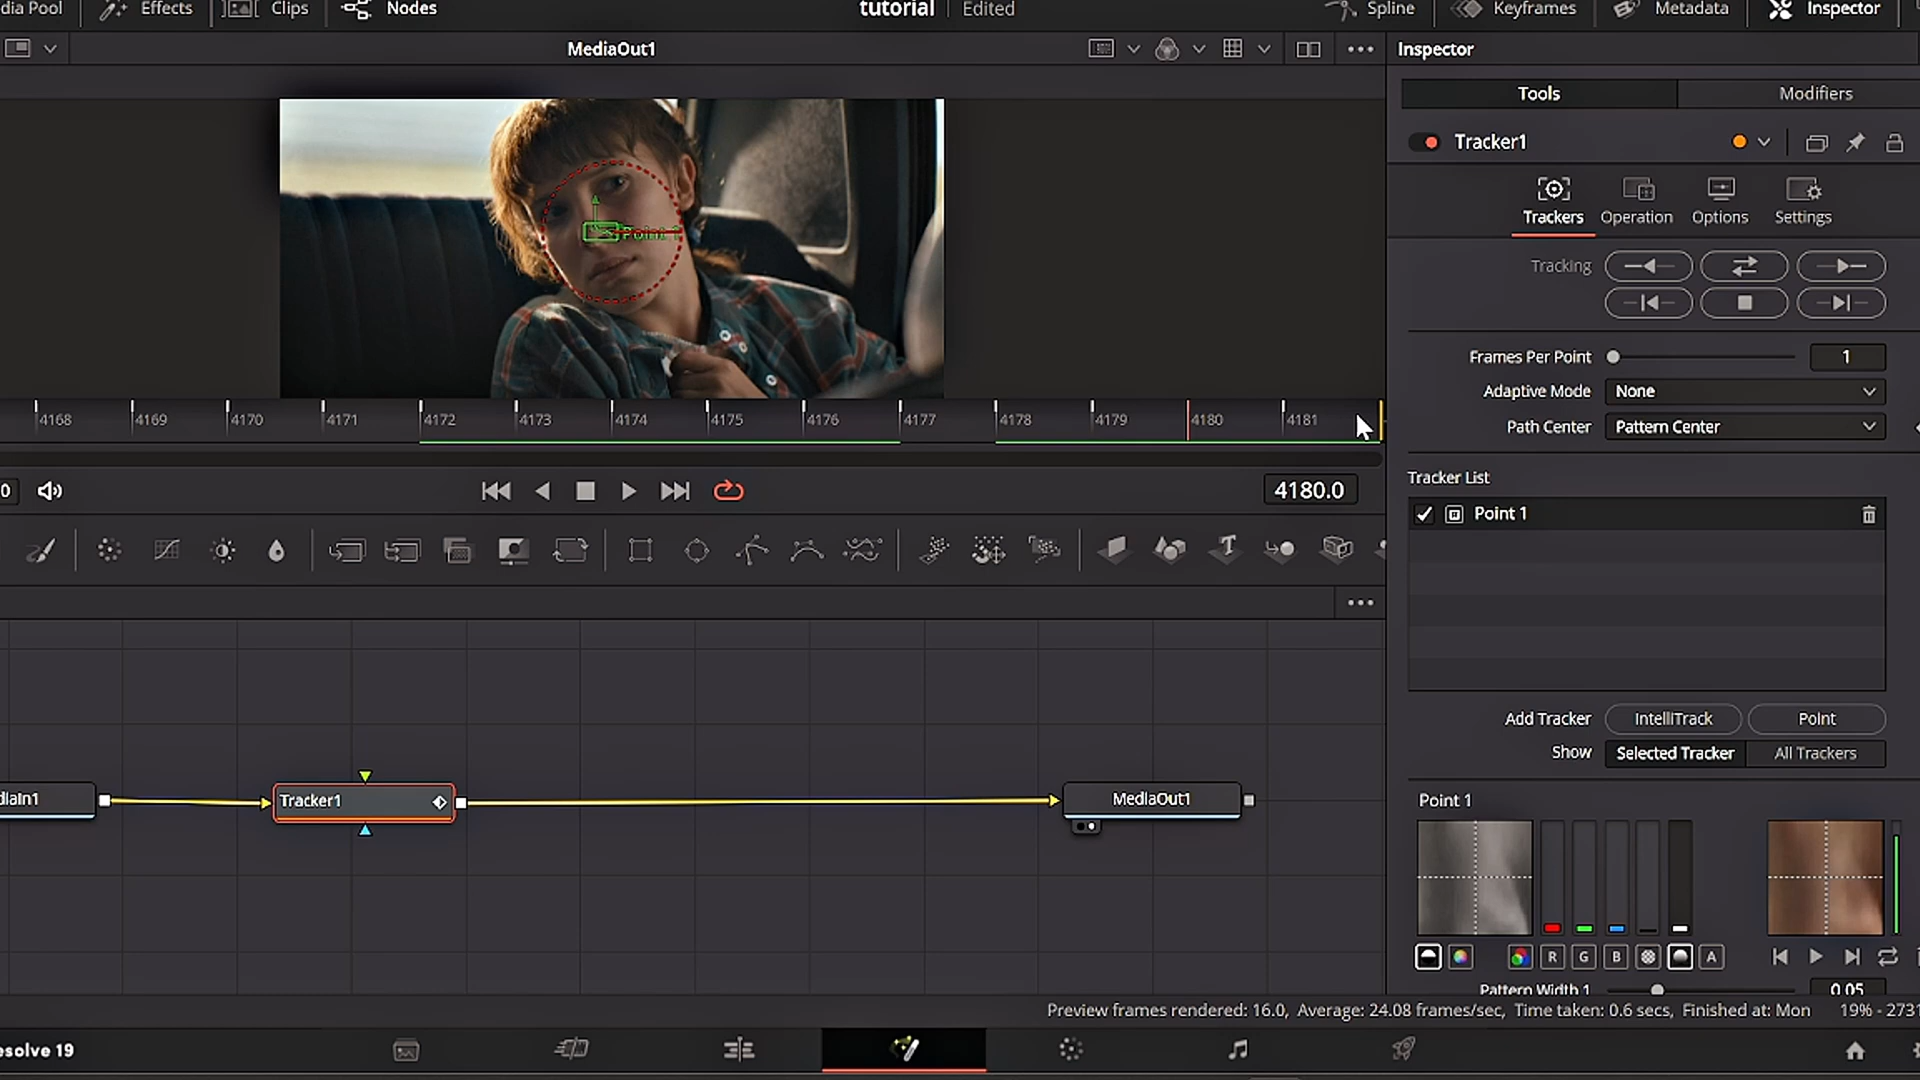 dia Pool Effects Clips Nodes tutorial Edited Spline Keyframes Metadata Inspector
MediaOut1
Inspector
Tools Modifiers
Tracker1
Trackers Operation Options Settings
Tracking
Frames Per Point 1
Adaptive Mode None
Path Center Pattern Center
Point 1
4168 4169 4170 4171 4172 4173 4174 4175 4176 4177 4178 4179 4180 4181
0 4180.0
Tracker List
Point 1
Add Tracker IntelliTrack Point
Show Selected Tracker All Trackers
diaIn1 Tracker1 MediaOut1
Point 1
R G B A
Pattern Width 1 0.05
Preview frames rendered: 16.0, Average: 24.08 frames/sec, Time taken: 0.6 secs, Finished at: Mon 19% - 2731
esolve 19